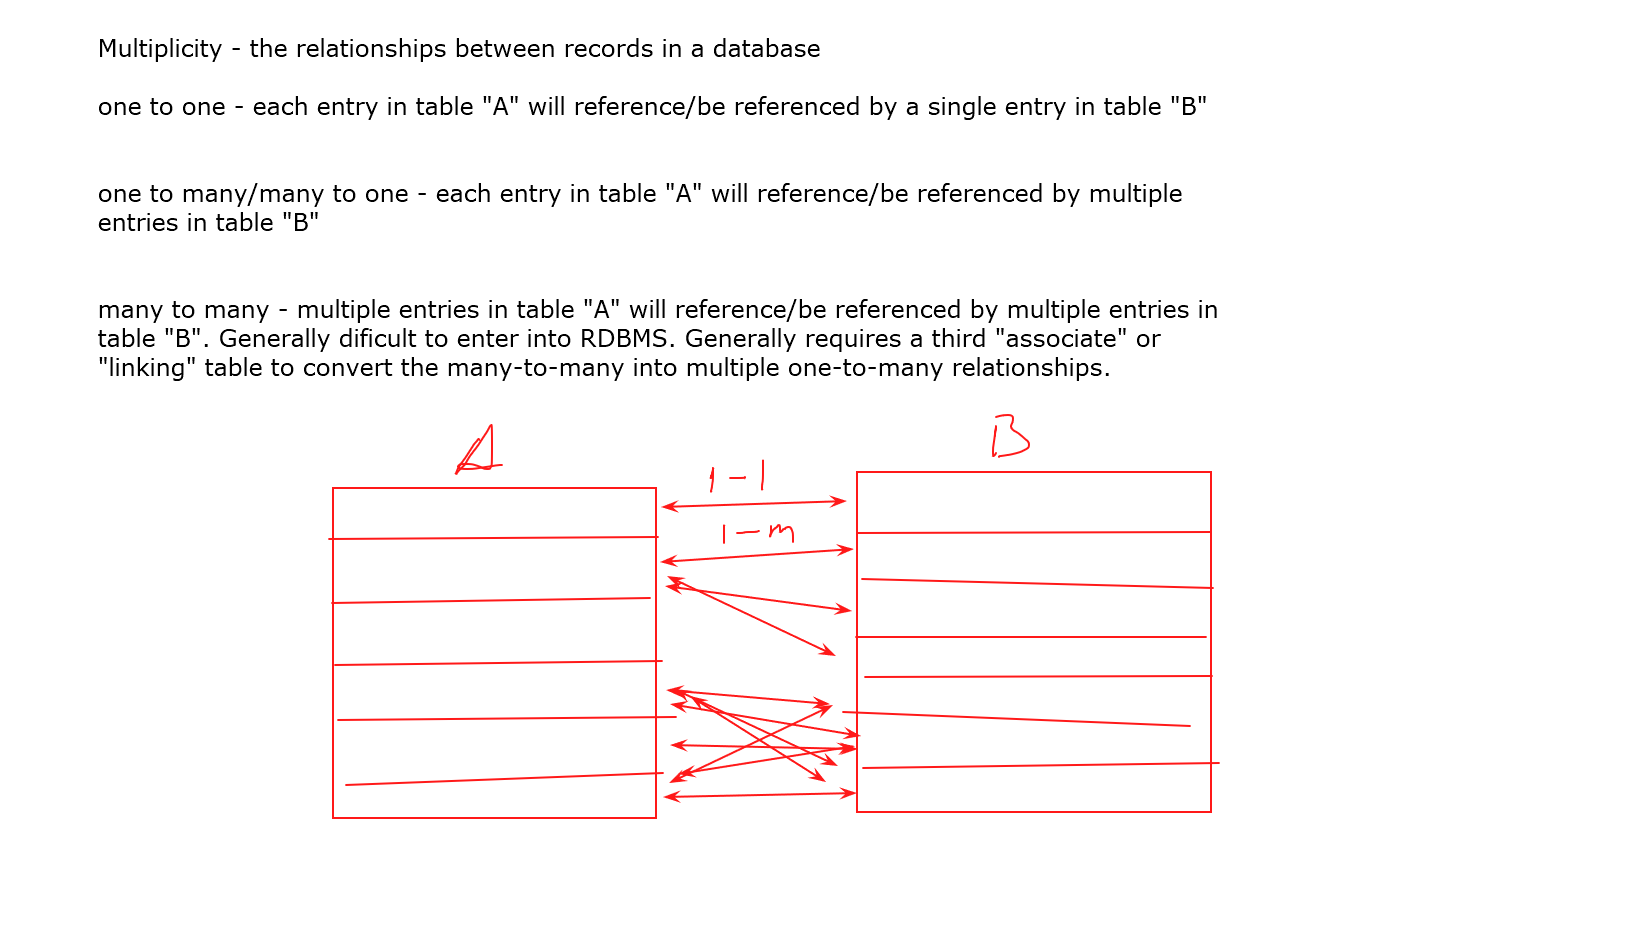 Multiplicity - the relationships between records in a database
one to one - each entry in table "A" will reference/be referenced by a single entry in table "B"
one to many/many to one - each entry in table "A" will reference/be referenced by multiple
entries in table "B"
many to many - multiple entries in table "A" will reference/be referenced by multiple entries in
table "B". Generally dificult to enter into RDBMS. Generally requires a third "associate" or
"linking" table to convert the many-to-many into multiple one-to-many relationships.
A
B
1-1
1-m